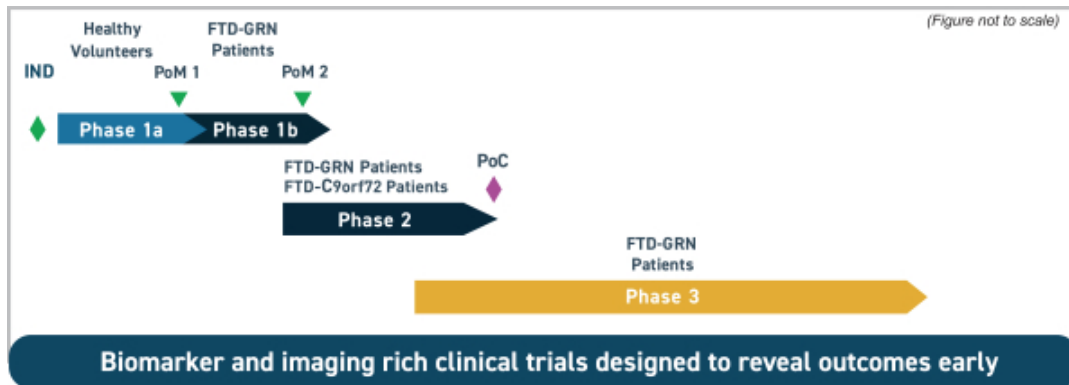 (Figure not to scale)
Healthy
Volunteers
FTD-GRN
Patients
IND
PoM 1
PoM 2
Phase 1a
Phase 1b
FTD-GRN Patients
FTD-C9orf72 Patients
PoC
Phase 2
FTD-GRN
Patients
Phase 3
Biomarker and imaging rich clinical trials designed to reveal outcomes early